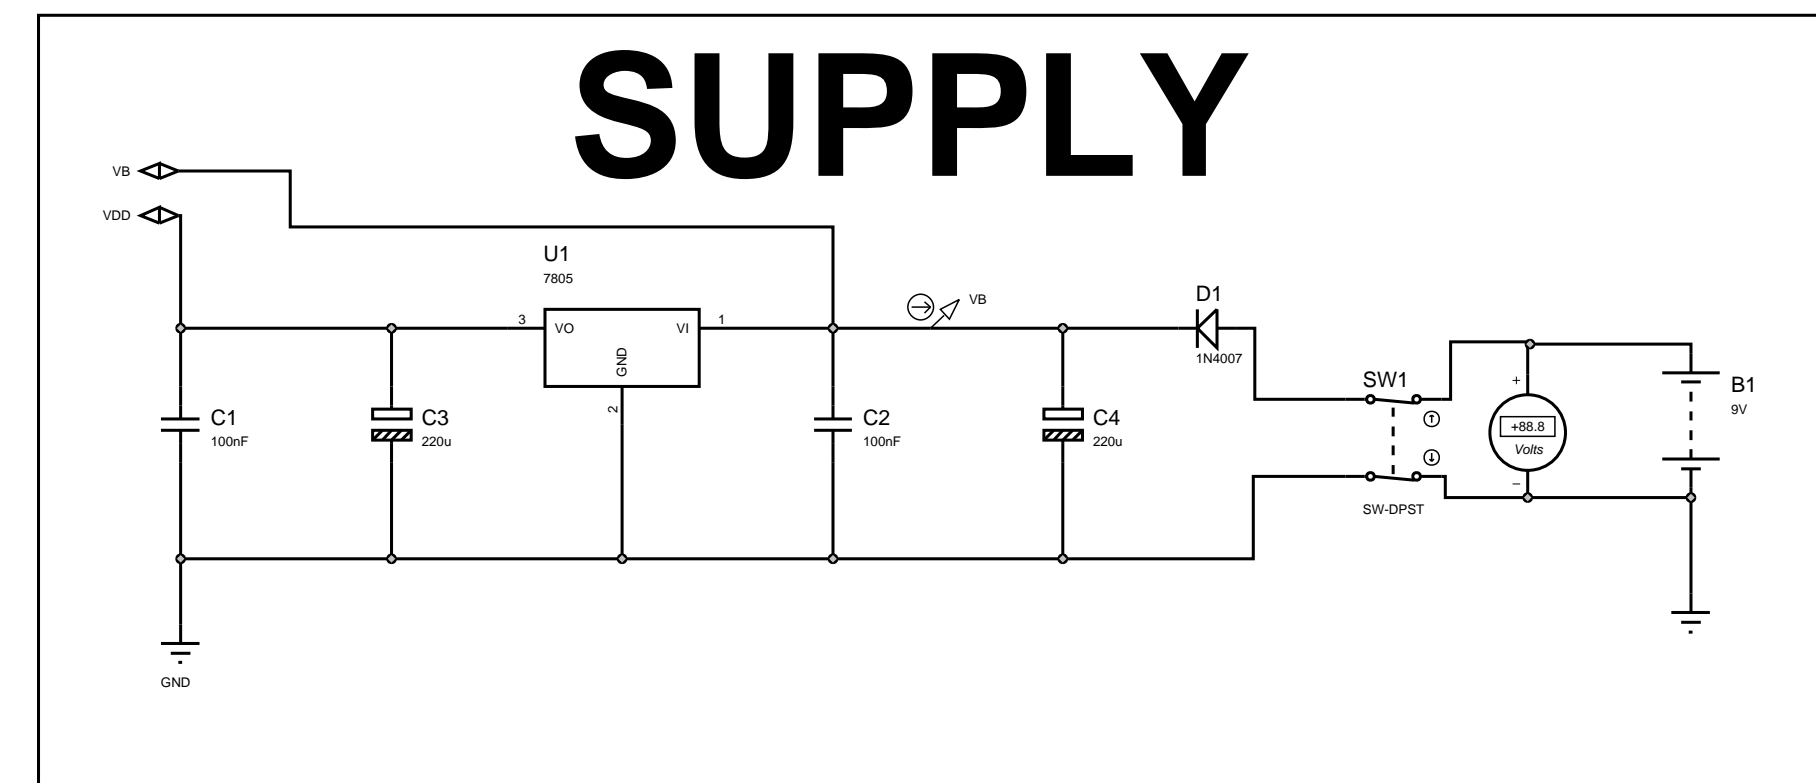 SUPPLY
VB
VDD
U1
7805
3
VO
VI
1
GND
2
VB
D1
1N4007
SW1
SW-DPST
+
+88.8
Volts
–
B1
9V
C1
100nF
C3
220u
C2
100nF
C4
220u
GND